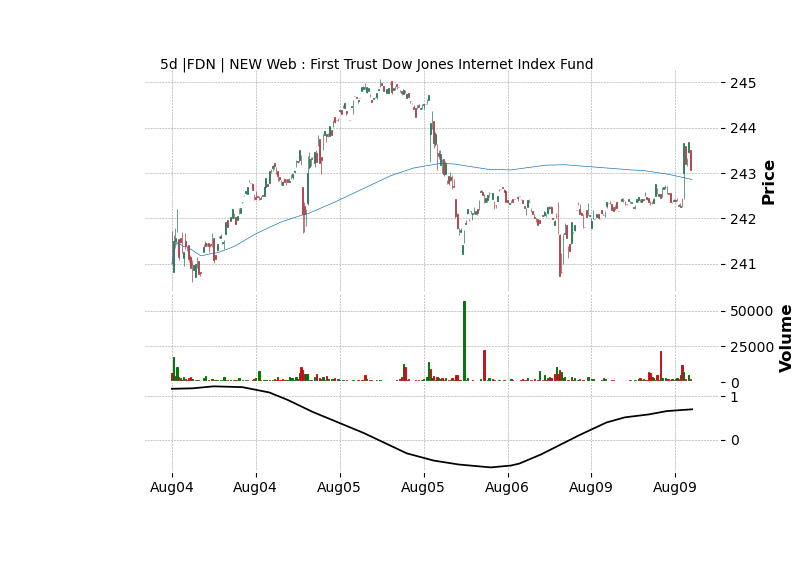 5d |FDN | NEW Web : First Trust Dow Jones Internet Index Fund
245
244
243
242
241
Price
50000
25000
0
Volume
1
0
Aug04 Aug04 Aug05 Aug05 Aug06 Aug09 Aug09